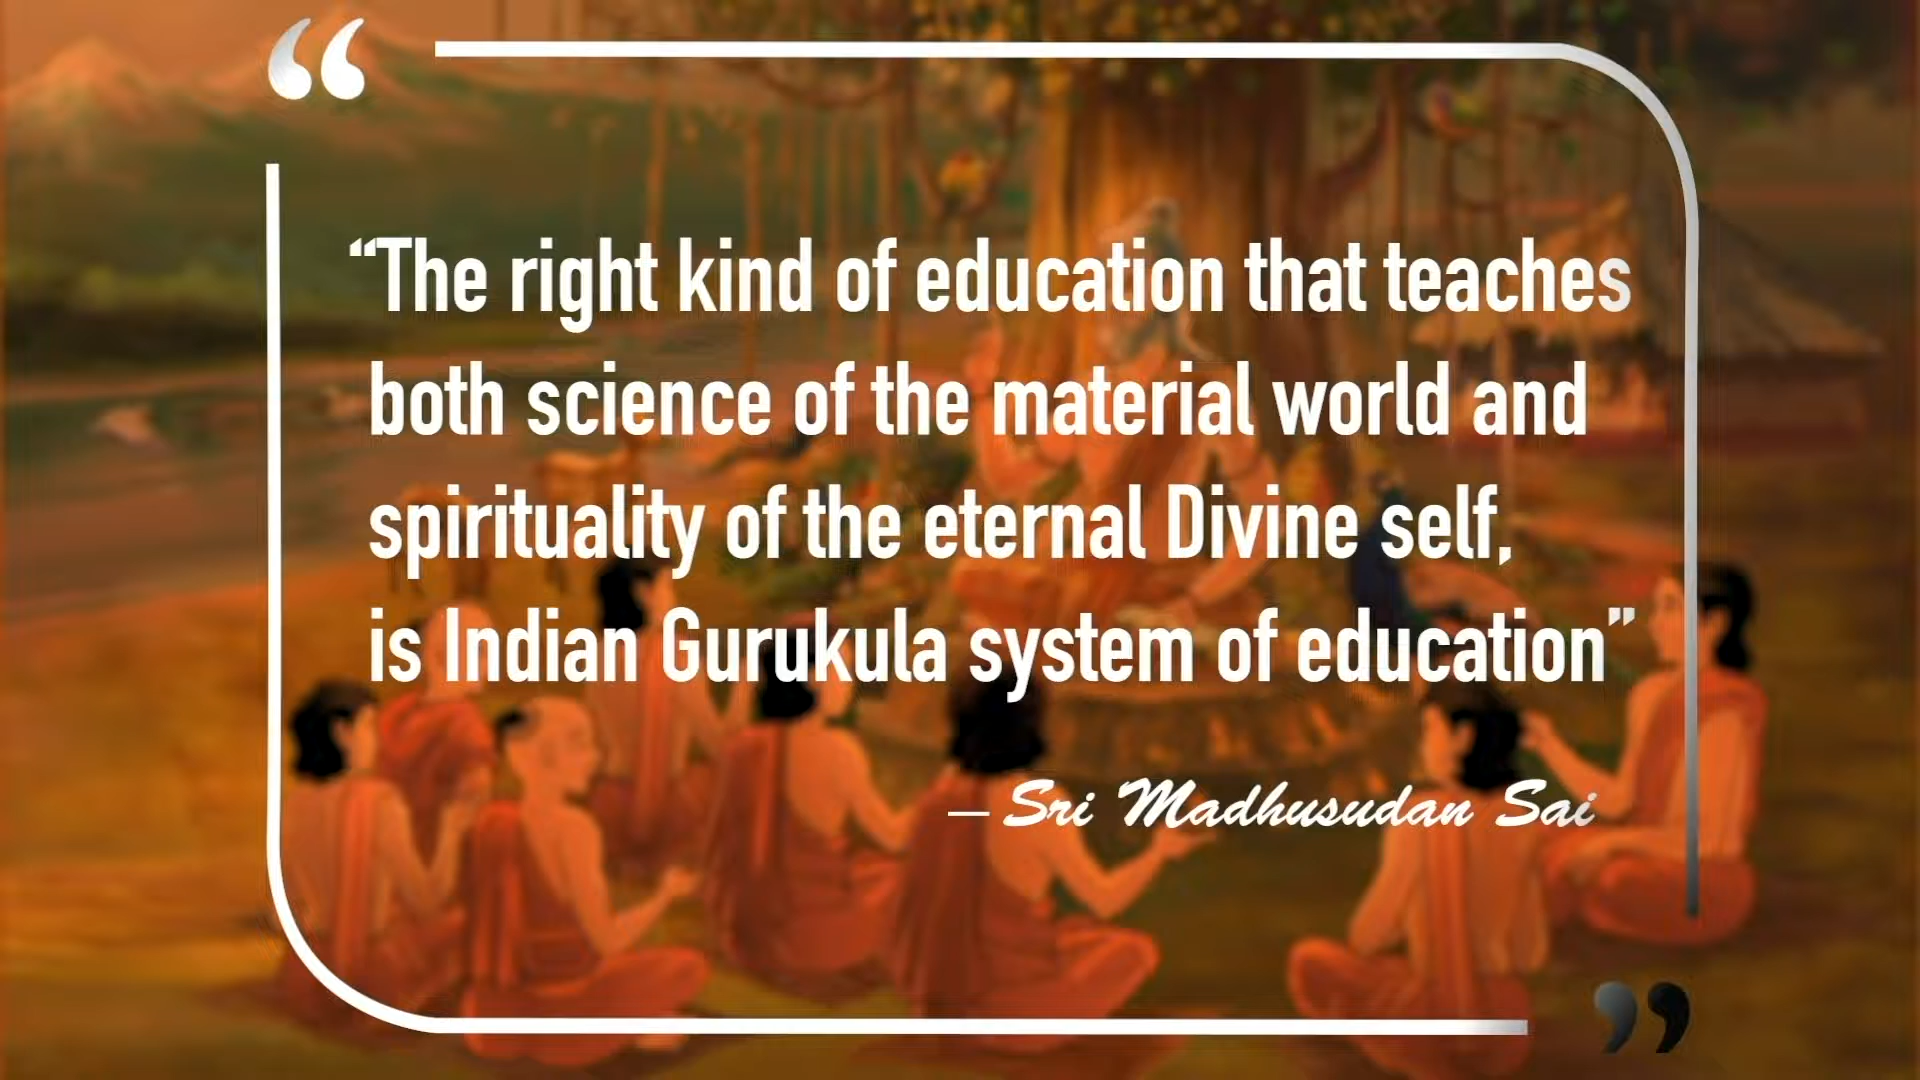 “The right kind of education that teaches
both science of the material world and
spirituality of the eternal Divine self,
is Indian Gurukula system of education”
— Sri Madhusudan Sai